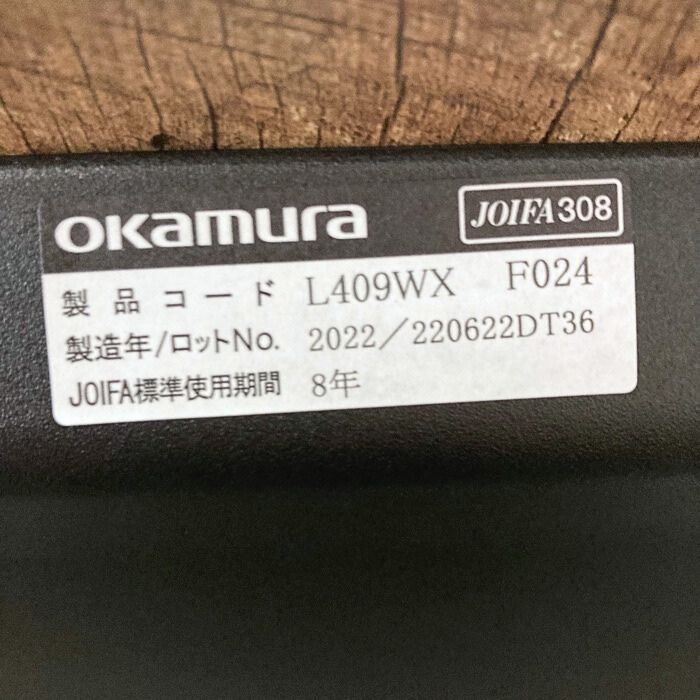 okamura
JOIFA308
製品コード L409WX F024
製造年/ロットNo. 2022/220622DT36
JOIFA標準使用期間 8年